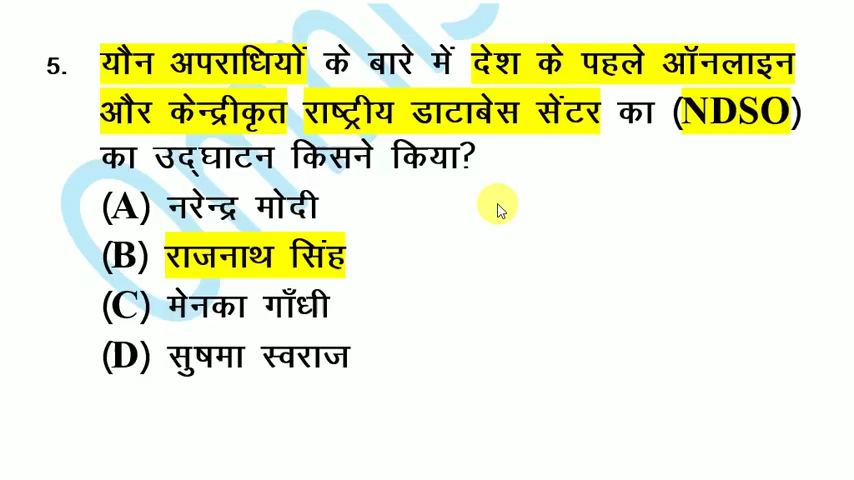 5. यौन अपराधियों के बारे में देश के पहले ऑनलाइन
और केन्द्रीकृत राष्ट्रीय डाटाबेस सेंटर का (NDSO)
का उद्घाटन किसने किया?
(A) नरेन्द्र मोदी
(B) राजनाथ सिंह
(C) मेनका गाँधी
(D) सुषमा स्वराज